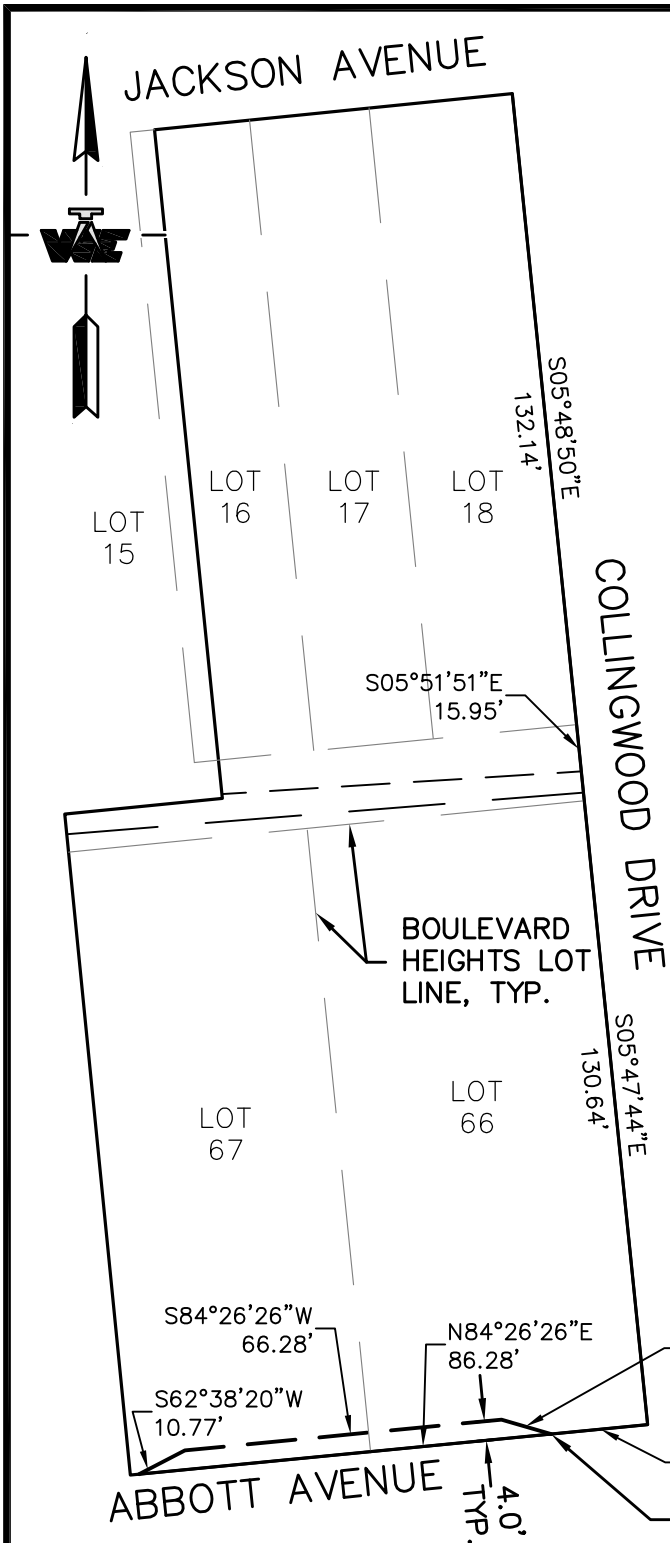 JACKSON AVENUE
LOT
15
LOT
16
LOT
17
LOT
18
S05°48'50"E
132.14'
COLLINGWOOD DRIVE
S05°51'51"E
15.95'
BOULEVARD
HEIGHTS LOT
LINE, TYP.
S05°47'44"E
130.64'
LOT
67
LOT
66
S84°26'26"W
66.28'
N84°26'26"E
86.28'
S62°38'20"W
10.77'
ABBOTT AVENUE
4.0'
TYP.